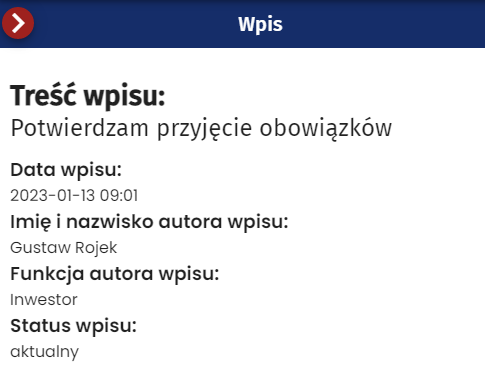 Wpis
Treść wpisu:
Potwierdzam przyjęcie obowiązków
Data wpisu:
2023-01-13 09:01
Imię i nazwisko autora wpisu:
Gustaw Rojek
Funkcja autora wpisu:
Inwestor
Status wpisu:
aktualny